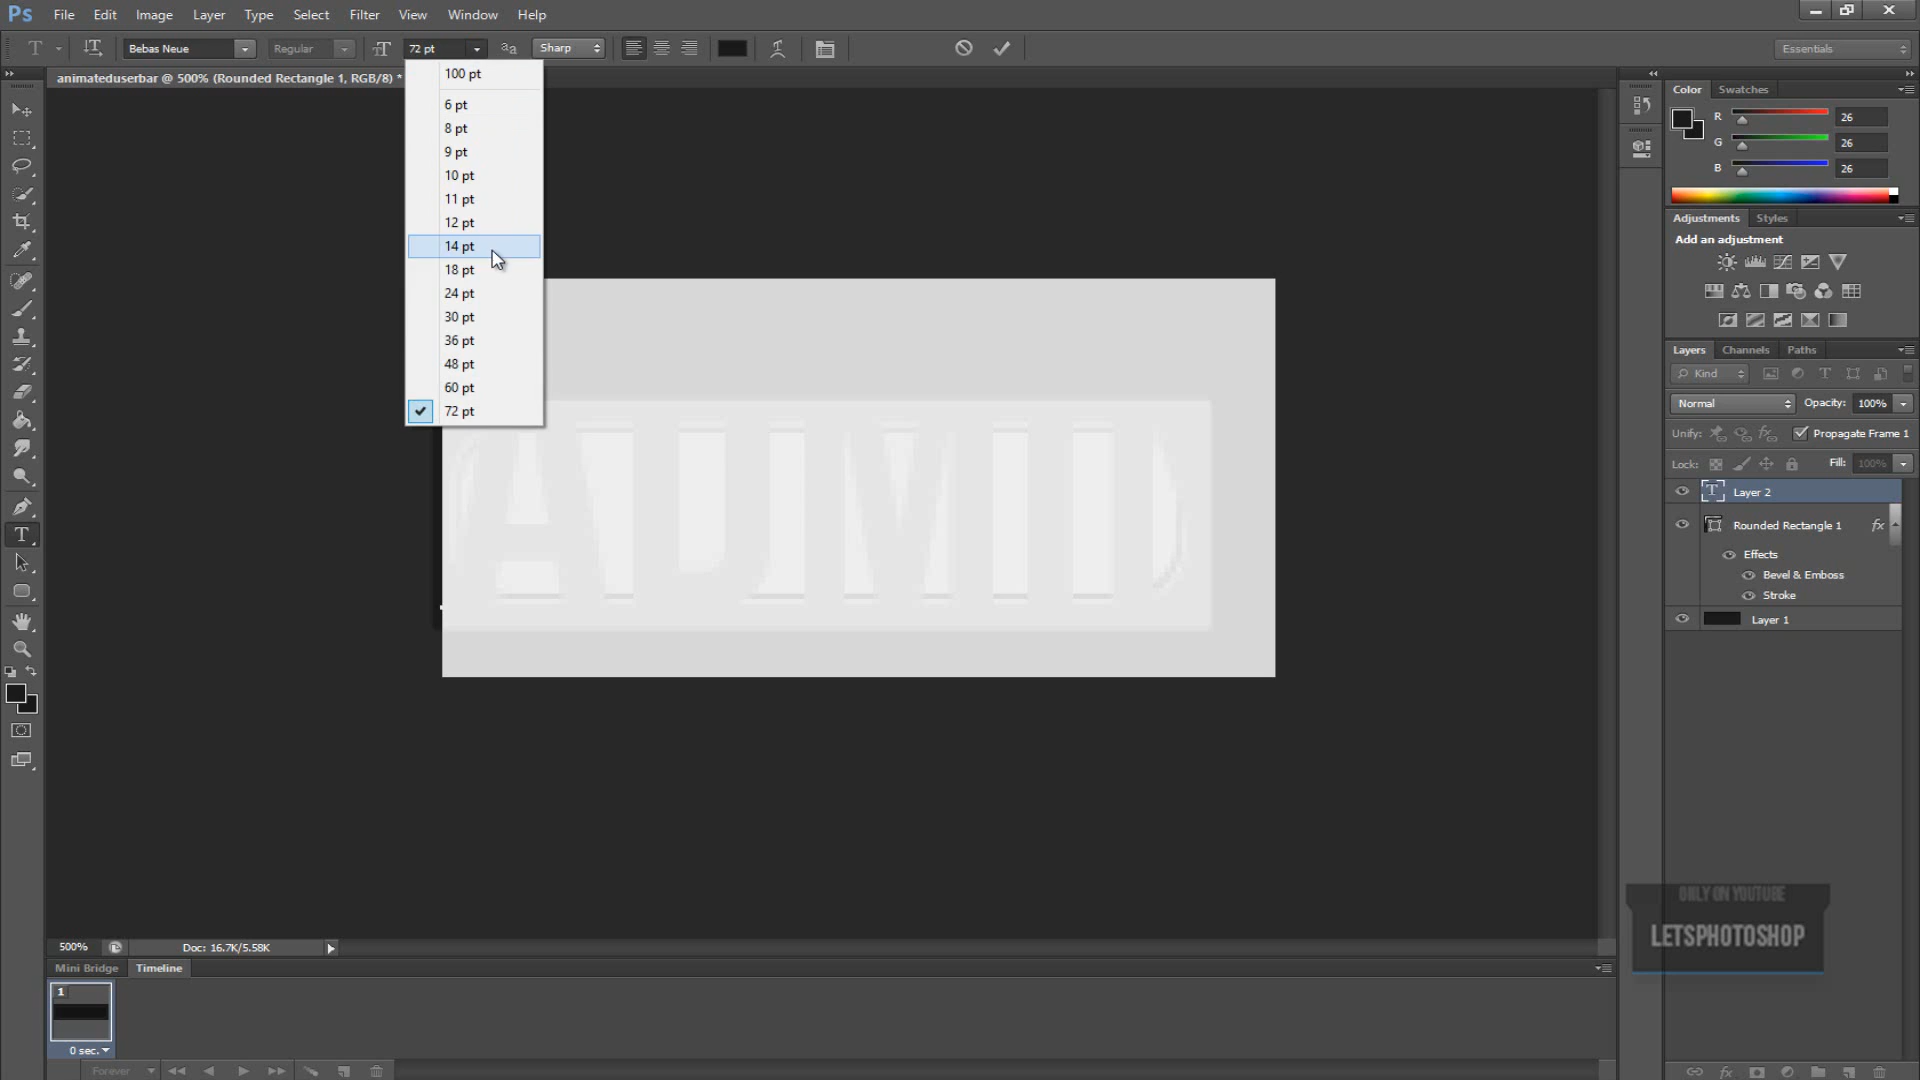 Ps File Edit Image Layer Type Select Filter View Window Help
T Bebas Neue Regular 72 pt Sharp Essentials
animateduserbar @ 500% (Rounded Rectangle 1, RGB/8) *
100 pt
6 pt
8 pt
9 pt
10 pt
11 pt
12 pt
14 pt
18 pt
24 pt
30 pt
36 pt
48 pt
60 pt
72 pt
Color Swatches
R 26
G 26
B 26
Adjustments Styles
Add an adjustment
Layers Channels Paths
Kind
Normal Opacity: 100%
Unify: Propagate Frame 1
Lock: Fill: 100%
Layer 2
Rounded Rectangle 1 fx
Effects
Bevel & Emboss
Stroke
Layer 1
ONLY ON YOUTUBE
LETSPHOTOSHOP
500% Doc: 16.7K/5.58K
Mini Bridge Timeline
1
0 sec.
Forever